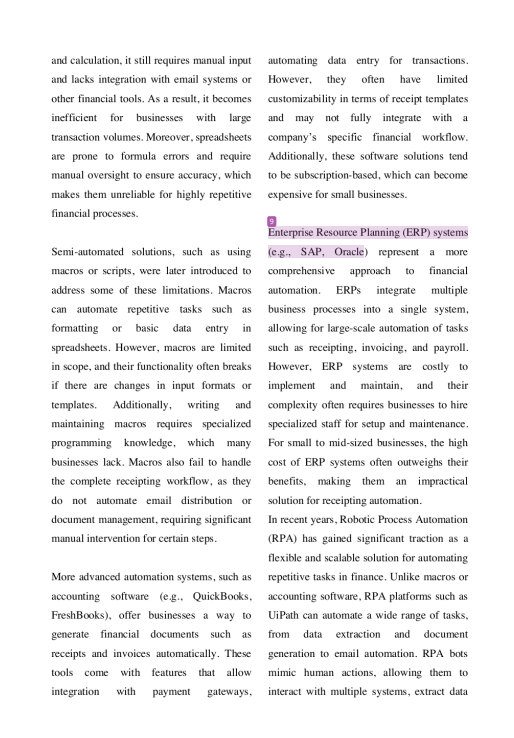 and calculation, it still requires manual input
and lacks integration with email systems or
other financial tools. As a result, it becomes
inefficient for businesses with large
transaction volumes. Moreover, spreadsheets
are prone to formula errors and require
manual oversight to ensure accuracy, which
makes them unreliable for highly repetitive
financial processes.
Semi-automated solutions, such as using
macros or scripts, were later introduced to
address some of these limitations. Macros
can automate repetitive tasks such as
formatting or basic data entry in
spreadsheets. However, macros are limited
in scope, and their functionality often breaks
if there are changes in input formats or
templates. Additionally, writing and
maintaining macros requires specialized
programming knowledge, which many
businesses lack. Macros also fail to handle
the complete receipting workflow, as they
do not automate email distribution or
document management, requiring significant
manual intervention for certain steps.
More advanced automation systems, such as
accounting software (e.g., QuickBooks,
FreshBooks), offer businesses a way to
generate financial documents such as
receipts and invoices automatically. These
tools come with features that allow
integration with payment gateways,
automating data entry for transactions.
However, they often have limited
customizability in terms of receipt templates
and may not fully integrate with a
company's specific financial workflow.
Additionally, these software solutions tend
to be subscription-based, which can become
expensive for small businesses.
9
Enterprise Resource Planning (ERP) systems
(e.g., SAP, Oracle) represent a more
comprehensive approach to financial
automation. ERPs integrate multiple
business processes into a single system,
allowing for large-scale automation of tasks
such as receipting, invoicing, and payroll.
However, ERP systems are costly to
implement and maintain, and their
complexity often requires businesses to hire
specialized staff for setup and maintenance.
For small to mid-sized businesses, the high
cost of ERP systems often outweighs their
benefits, making them an impractical
solution for receipting automation.
In recent years, Robotic Process Automation
(RPA) has gained significant traction as a
flexible and scalable solution for automating
repetitive tasks in finance. Unlike macros or
accounting software, RPA platforms such as
UiPath can automate a wide range of tasks,
from data extraction and document
generation to email automation. RPA bots
mimic human actions, allowing them to
interact with multiple systems, extract data